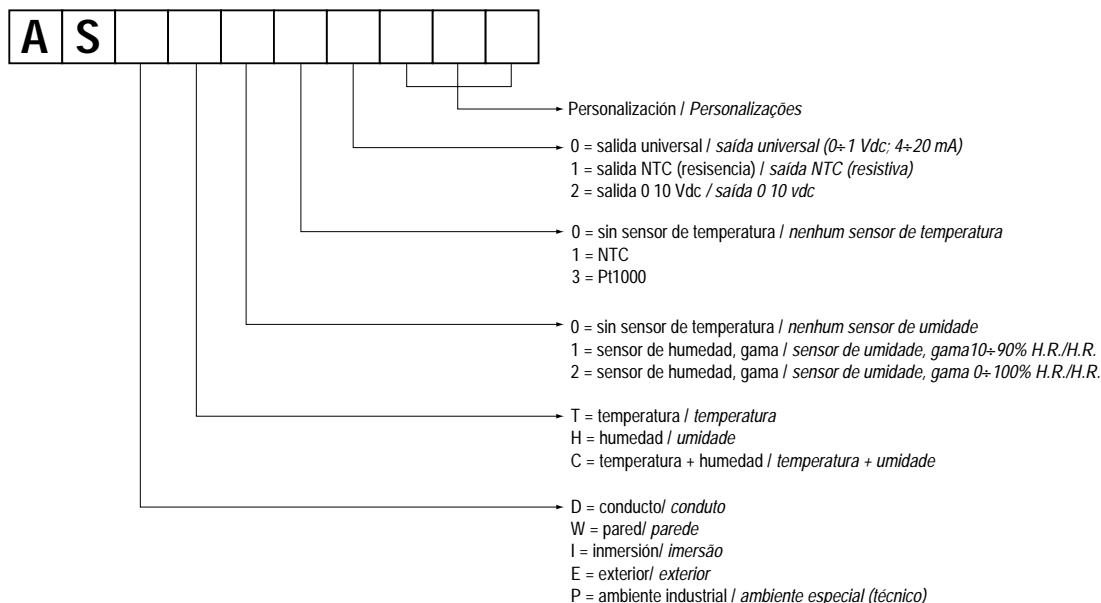 A S
Personalización / Personalizações
0 = salida universal / saída universal (0÷1 Vdc; 4÷20 mA)
1 = salida NTC (resisencia) / saída NTC (resistiva)
2 = salida 0 10 Vdc / saída 0 10 vdc
0 = sin sensor de temperatura / nenhum sensor de temperatura
1 = NTC
3 = Pt1000
0 = sin sensor de temperatura / nenhum sensor de umidade
1 = sensor de humedad, gama / sensor de umidade, gama10÷90% H.R./H.R.
2 = sensor de humedad, gama / sensor de umidade, gama 0÷100% H.R./H.R.
T = temperatura / temperatura
H = humedad / umidade
C = temperatura + humedad / temperatura + umidade
D = conducto/ conduto
W = pared/ parede
I = inmersión/ imersão
E = exterior/ exterior
P = ambiente industrial / ambiente especial (técnico)